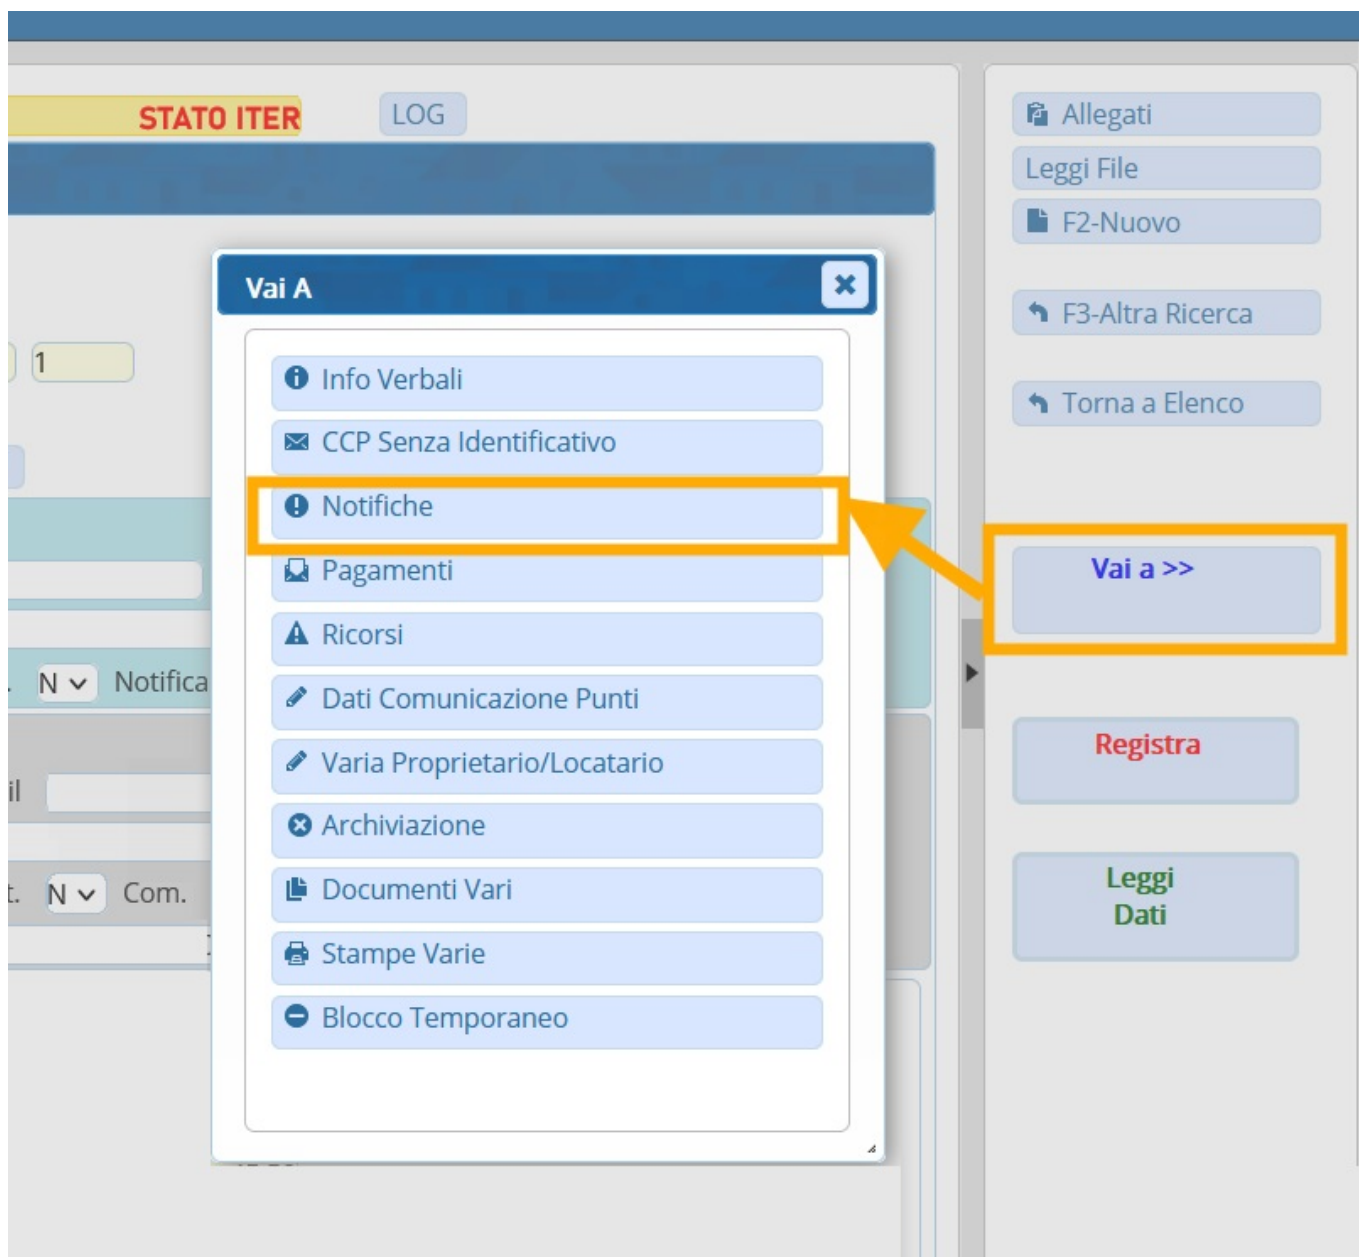 STATO ITER
LOG
Allegati
Leggi File
F2-Nuovo
F3-Altra Ricerca
Torna a Elenco
Vai a >>
Registra
Leggi
Dati
Vai A
Info Verbali
CCP Senza Identificativo
Notifiche
Pagamenti
Ricorsi
Dati Comunicazione Punti
Varia Proprietario/Locatario
Archiviazione
Documenti Vari
Stampe Varie
Blocco Temporaneo
1
. N Notifica
il
t. N Com.